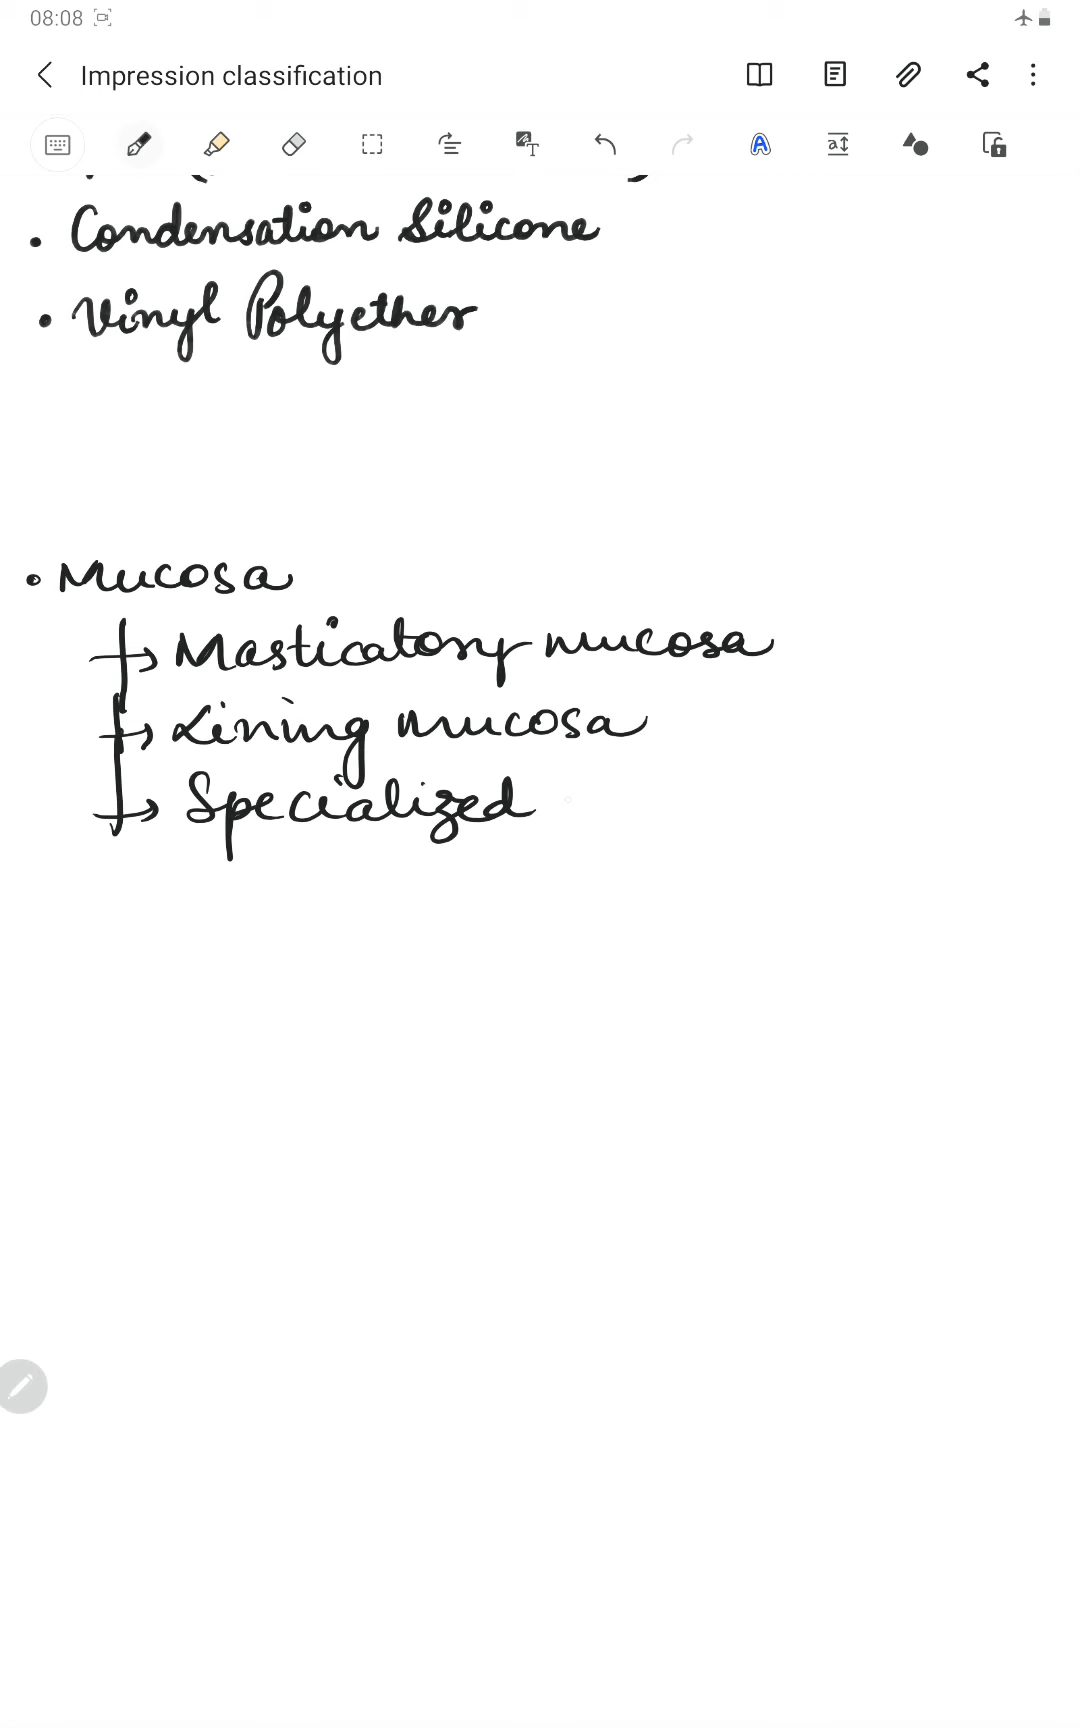 08:08
Impression classification
• Condensation Silicone
• Vinyl Polyether
• Mucosa
→ Masticatory mucosa
→ Lining mucosa
→ Specialized